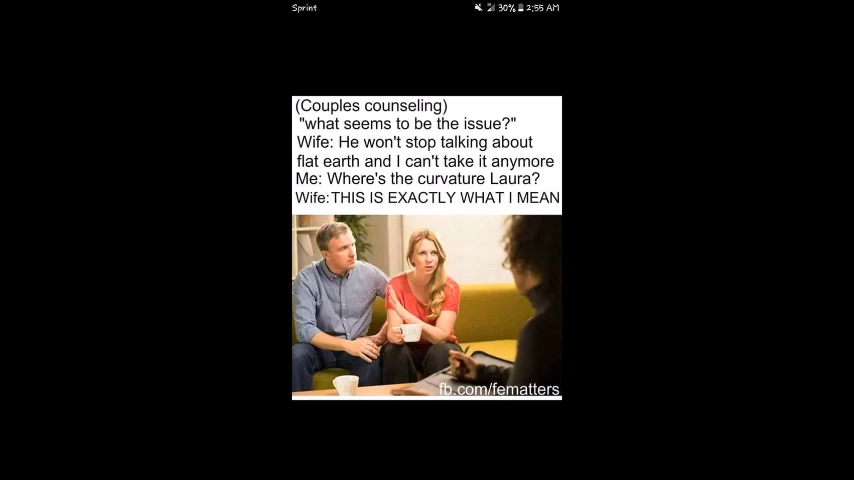 Sprint 30% 2:55 AM
(Couples counseling)
"what seems to be the issue?"
Wife: He won't stop talking about
flat earth and I can't take it anymore
Me: Where's the curvature Laura?
Wife: THIS IS EXACTLY WHAT I MEAN
fb.com/fematters